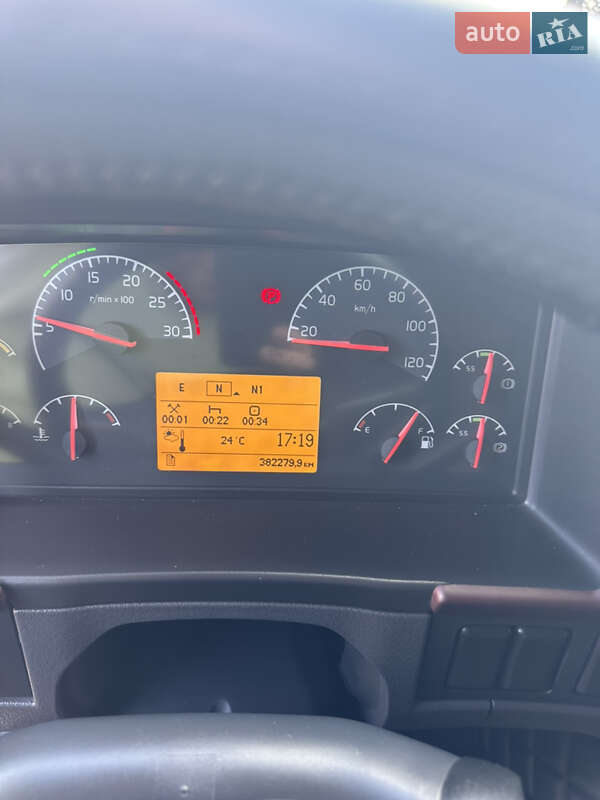 auto RIA .com
5 10 15 20 25 30
r/min x 100
20 40 60 80 100 120
km/h
E N N1
00:01 00:22 00:34
24°C 17:19
382279,9 км
E F
55
55